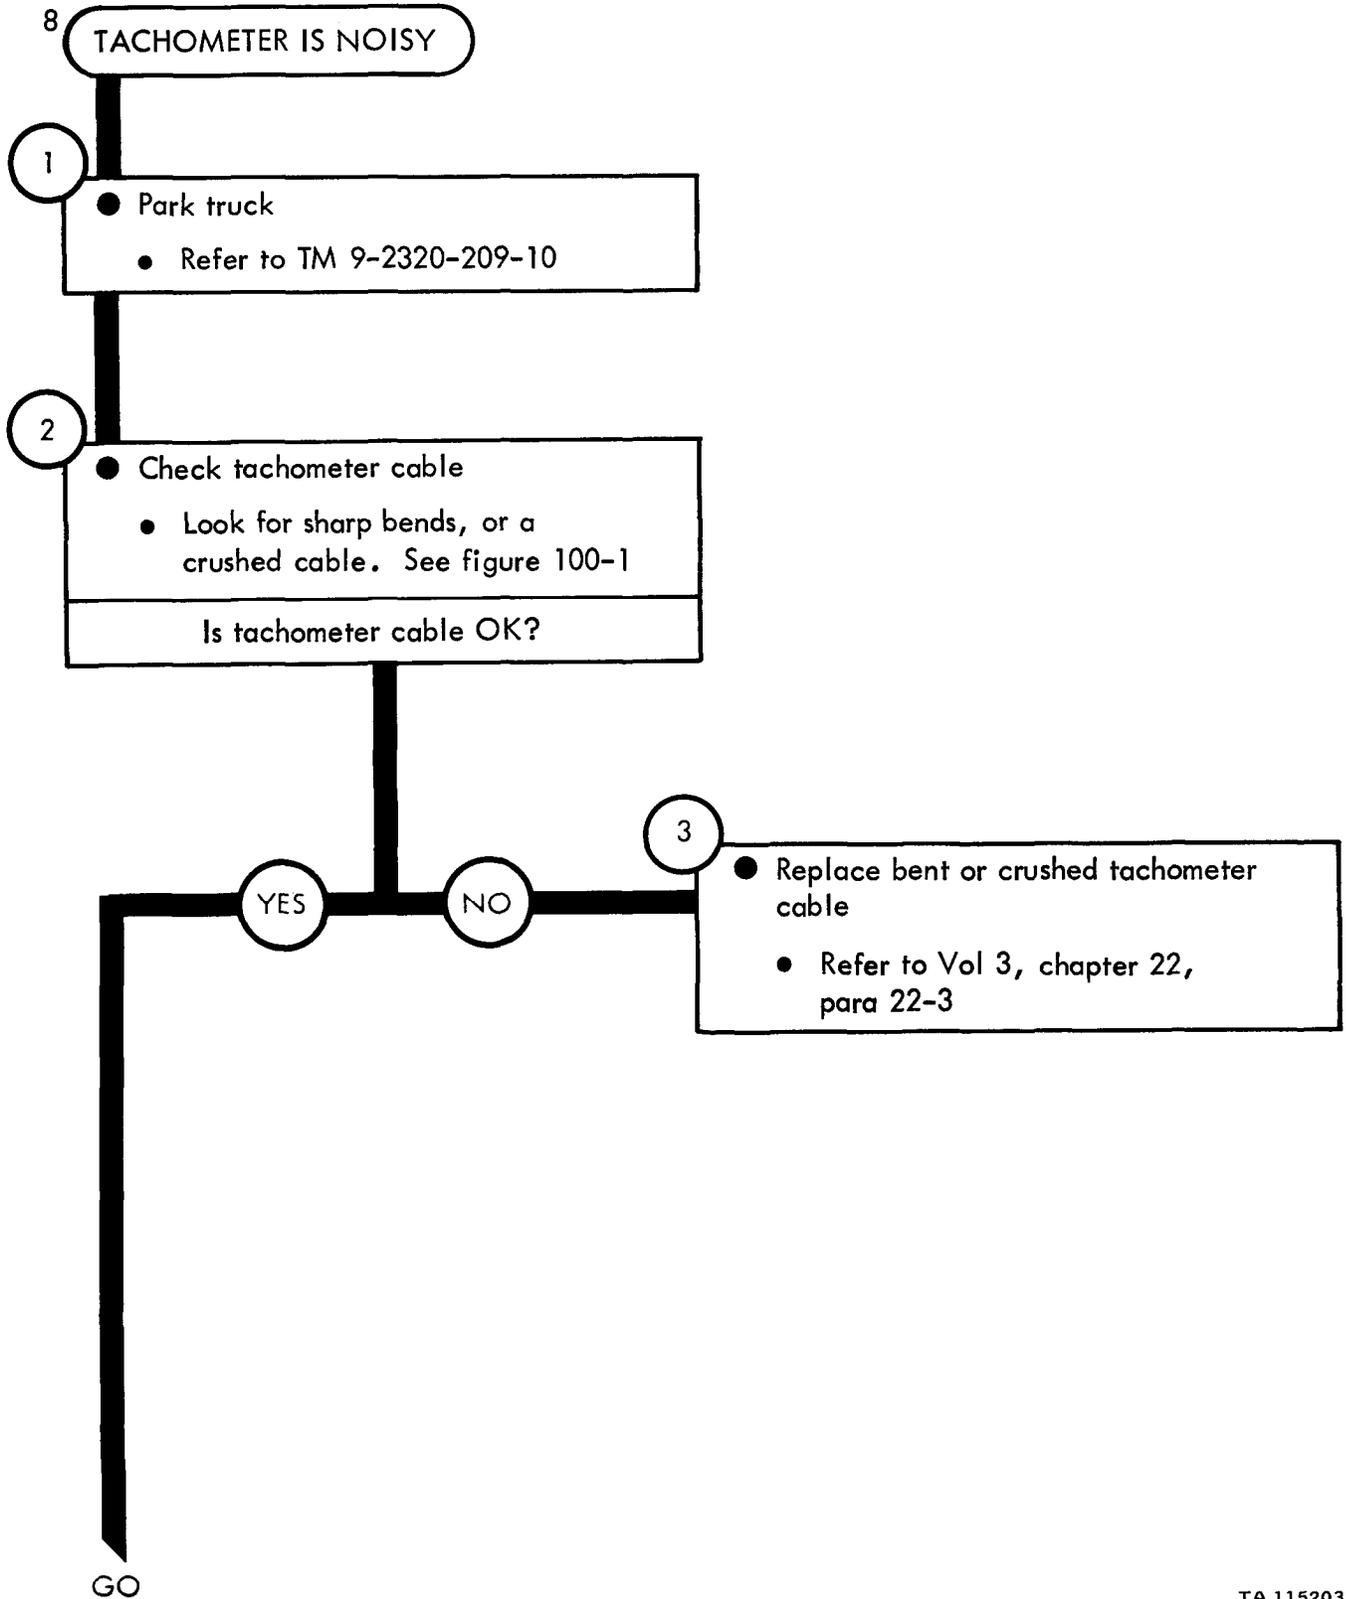 8
TACHOMETER IS NOISY
1
● Park truck
● Refer to TM 9-2320-209-10
2
● Check tachometer cable
● Look for sharp bends, or a
crushed cable. See figure 100-1
Is tachometer cable OK?
YES
NO
3
● Replace bent or crushed tachometer
cable
● Refer to Vol 3, chapter 22,
para 22-3
GO
TA 115203